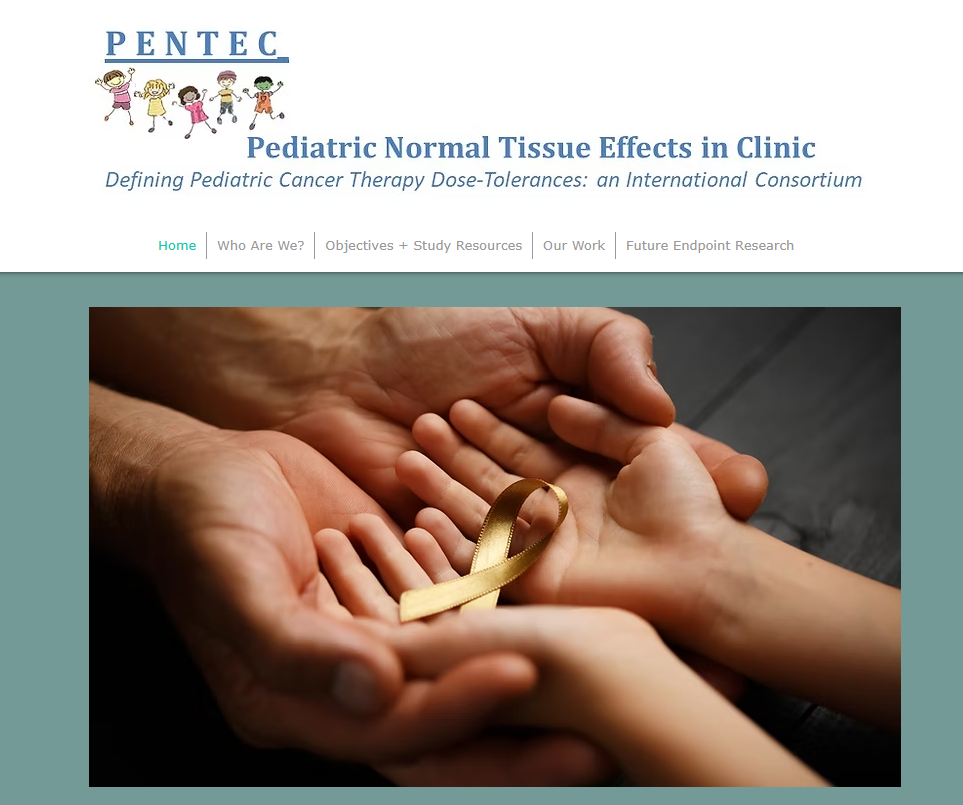 PENTEC
Pediatric Normal Tissue Effects in Clinic
Defining Pediatric Cancer Therapy Dose-Tolerances: an International Consortium
Home
Who Are We?
Objectives + Study Resources
Our Work
Future Endpoint Research